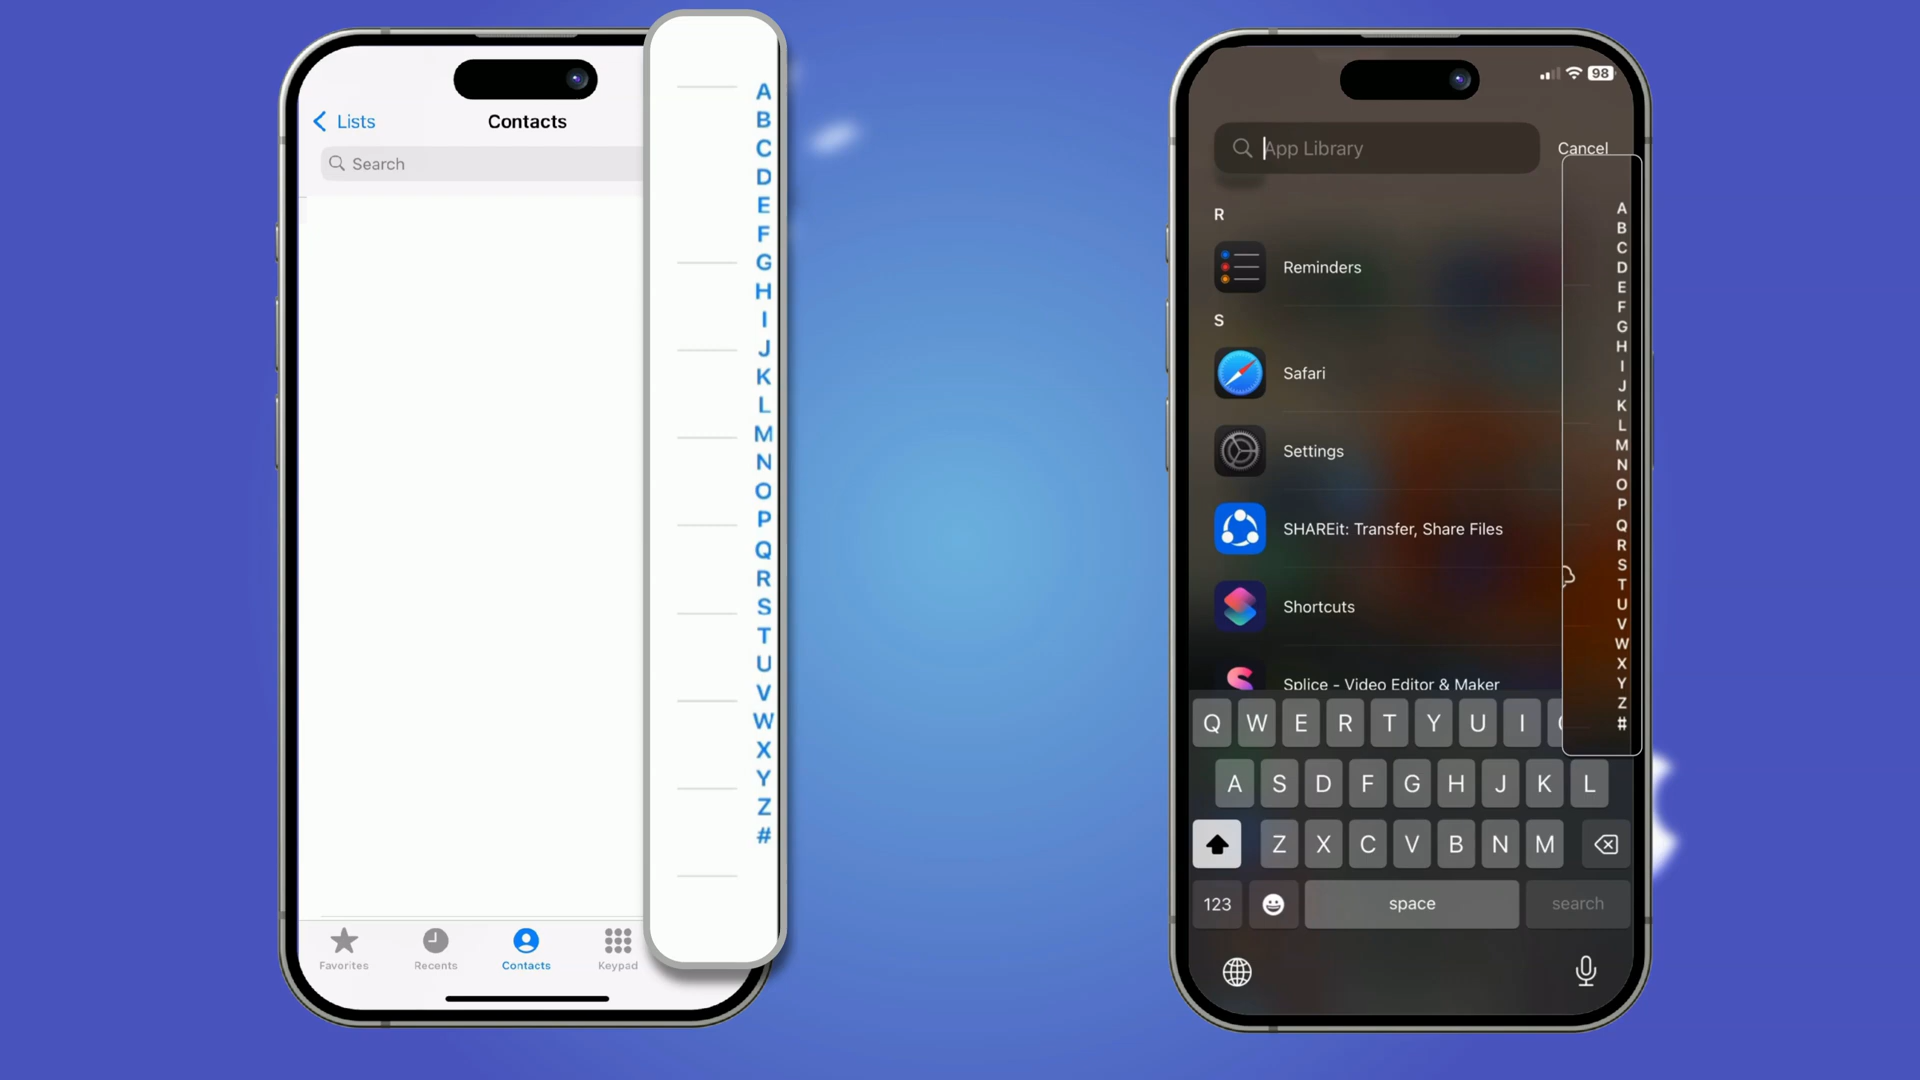 Lists
Contacts
Search
A
B
C
D
E
F
G
H
I
J
K
L
M
N
O
P
Q
R
S
T
U
V
W
X
Y
Z
#
Favorites
Recents
Contacts
Keypad
98
App Library
Cancel
R
Reminders
S
Safari
Settings
SHAREit: Transfer, Share Files
Shortcuts
Splice - Video Editor & Maker
A
B
C
D
E
F
G
H
I
J
K
L
M
N
O
P
Q
R
S
T
U
V
W
X
Y
Z
#
Q W E R T Y U I
A S D F G H J K L
Z X C V B N M
123 space search